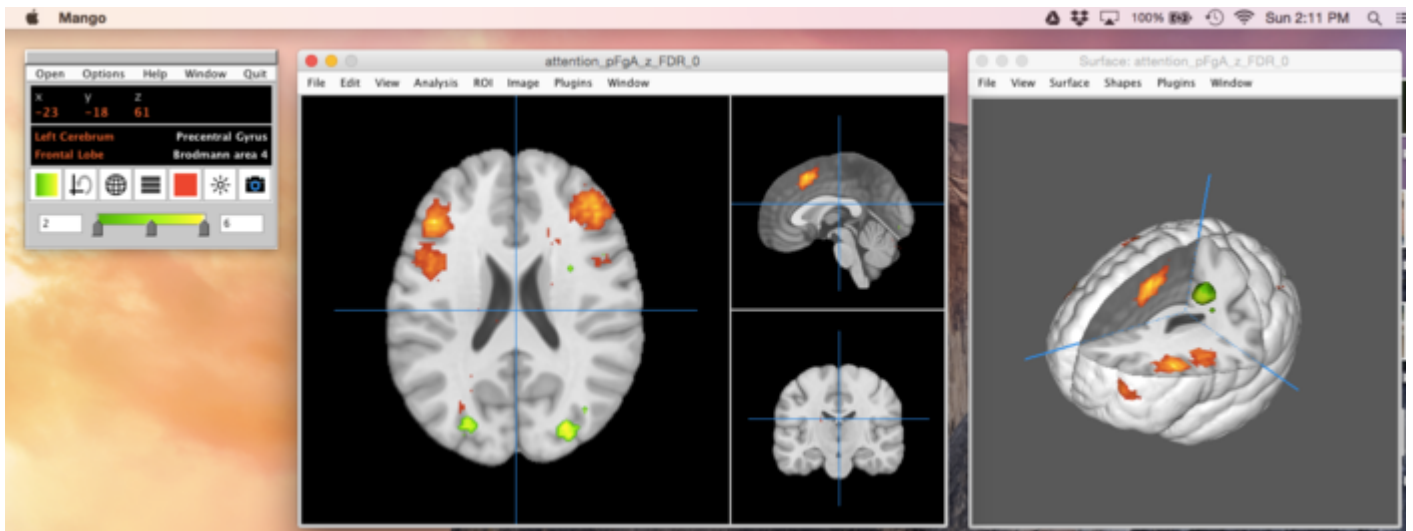 Mango 100% Sun 2:11 PM
Open Options Help Window Quit
x y z
-23 -18 61
Left Cerebrum Precentral Gyrus
Frontal Lobe Brodmann area 4
2 6
attention_pFgA_z_FDR_0
File Edit View Analysis ROI Image Plugins Window
Surface: attention_pFgA_z_FDR_0
File View Surface Shapes Plugins Window